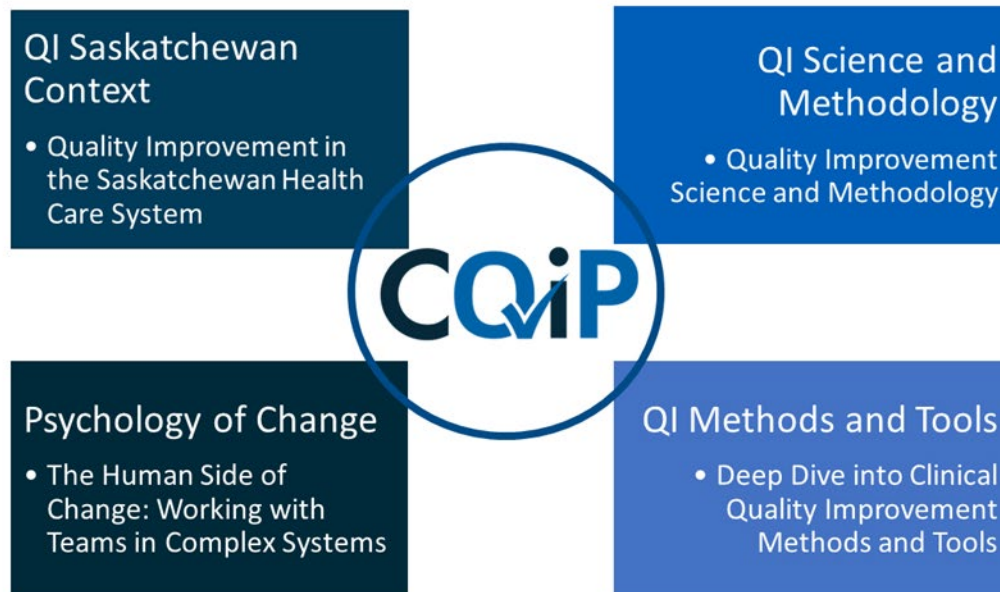 QI Saskatchewan
Context
• Quality Improvement in
the Saskatchewan Health
Care System
QI Science and
Methodology
• Quality Improvement
Science and Methodology
CQiP
Psychology of Change
• The Human Side of
Change: Working with
Teams in Complex Systems
QI Methods and Tools
• Deep Dive into Clinical
Quality Improvement
Methods and Tools